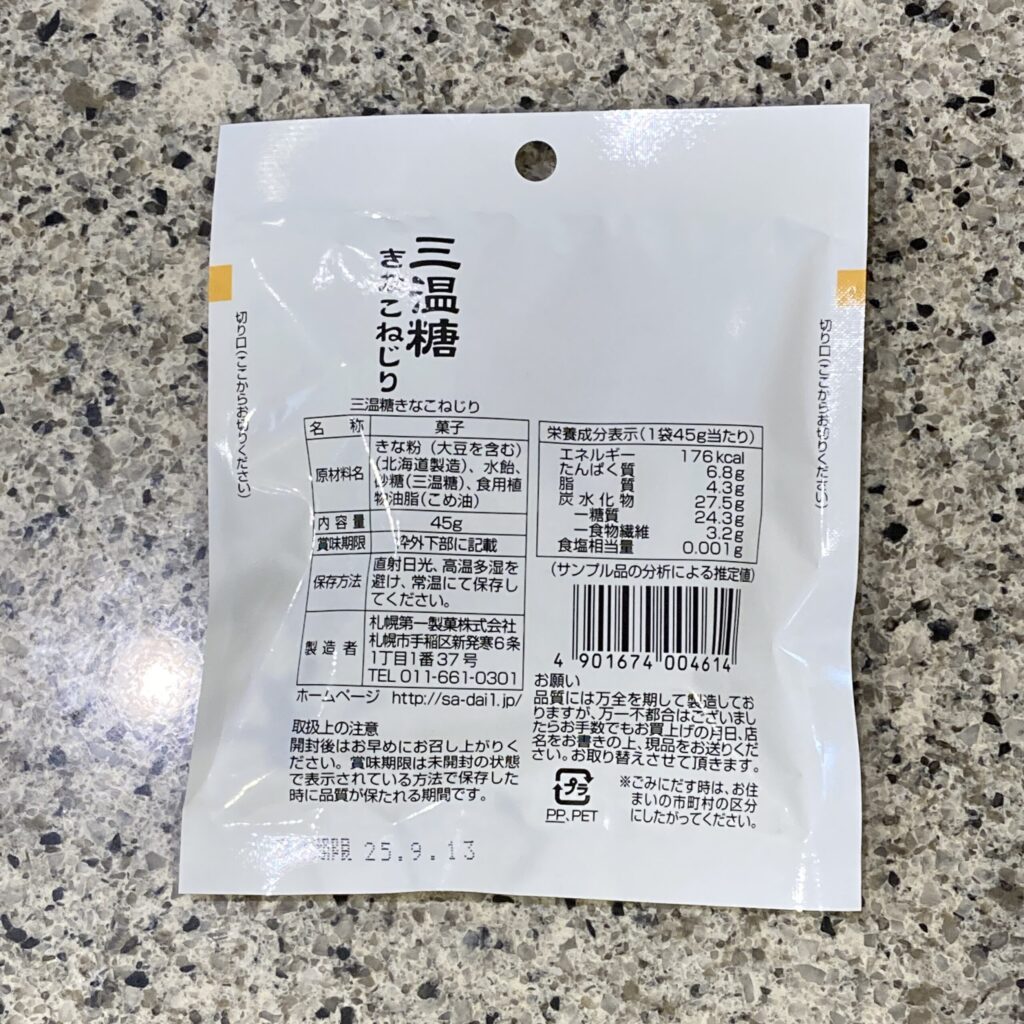 三温糖
きなこねじり
切り口(ここからお切りください)
切り口(ここからお切りください)
三温糖きなこねじり
名 称 菓子
原材料名 きな粉(大豆を含む)
(北海道製造)、水飴、
砂糖(三温糖)、食用植
物油脂(こめ油)
内容量 45g
賞味期限 枠外下部に記載
保存方法 直射日光、高温多湿を
避け、常温にて保存し
てください。
製造者 札幌第一製菓株式会社
札幌市手稲区新発寒6条
1丁目1番37号
TEL 011-661-0301
ホームページ http://sa-dai1.jp/
取扱上の注意
開封後はお早めにお召し上がりく
ださい。賞味期限は未開封の状態
で表示されている方法で保存した
時に品質が保たれる期間です。
期限 25.9.13
栄養成分表示(1袋45g当たり)
エネルギー 176kcal
たんぱく質 6.8g
脂 質 4.3g
炭水化物 27.5g
ー糖質 24.3g
ー食物繊維 3.2g
食塩相当量 0.001g
(サンプル品の分析による推定値)
4 901674 004614
お願い
品質には万全を期して製造してお
りますが、万一不都合はございまし
たらお手数でもお買上げの月日、店
名をお書きの上、現品をお送りくだ
さい。お取り替えさせて頂きます。
プラ
PP、PET
※ごみにだす時は、お住
まいの市町村の区分
にしたがってください。